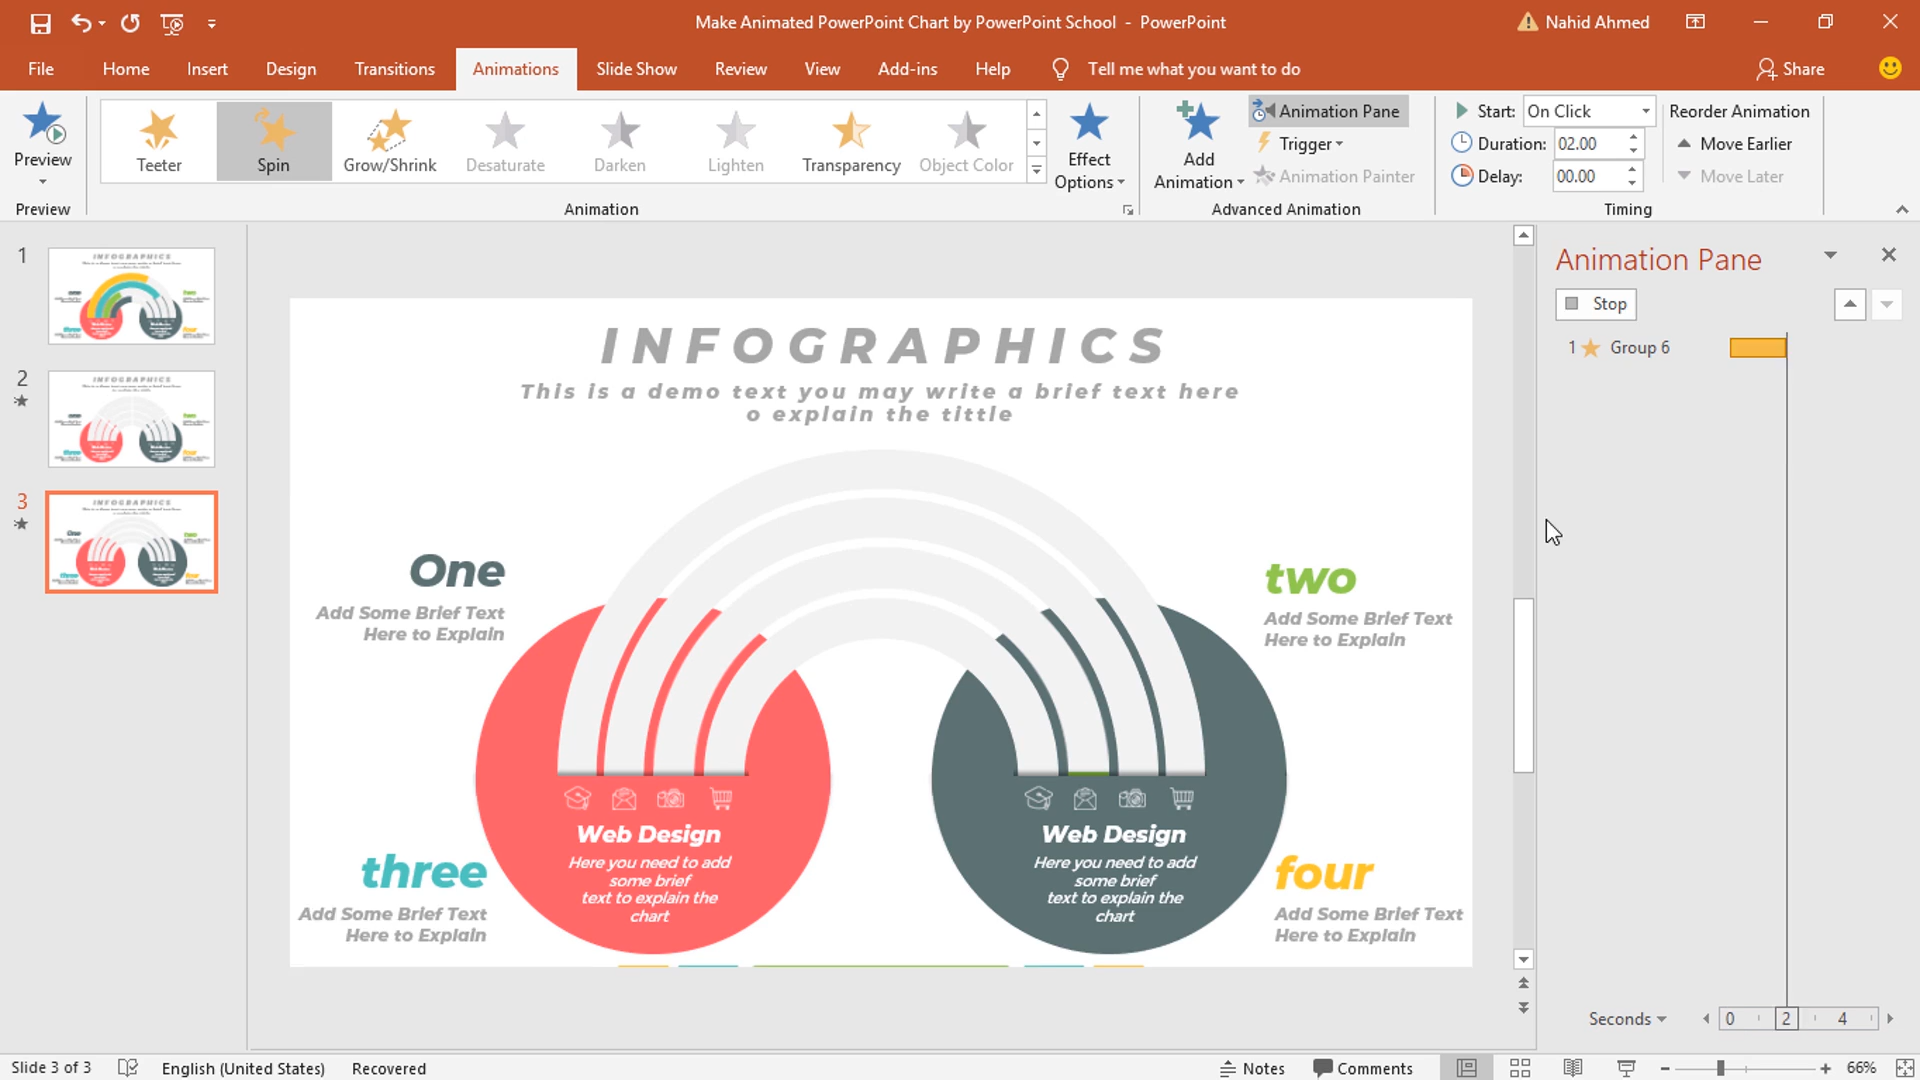 Make Animated PowerPoint Chart by PowerPoint School - PowerPoint
Nahid Ahmed
File
Home
Insert
Design
Transitions
Animations
Slide Show
Review
View
Add-ins
Help
Tell me what you want to do
Share
Preview
Preview
Teeter
Spin
Grow/Shrink
Desaturate
Darken
Lighten
Transparency
Object Color
Animation
Effect
Options
Add
Animation
Animation Pane
Trigger
Animation Painter
Advanced Animation
Start: On Click
Duration: 02.00
Delay: 00.00
Timing
Reorder Animation
Move Earlier
Move Later
1
2
3
INFOGRAPHICS
This is a demo text you may write a brief text here
o explain the tittle
One
Add Some Brief Text
Here to Explain
two
Add Some Brief Text
Here to Explain
three
Add Some Brief Text
Here to Explain
four
Add Some Brief Text
Here to Explain
Web Design
Here you need to add
some brief
text to explain the
chart
Web Design
Here you need to add
some brief
text to explain the
chart
Animation Pane
Stop
1 Group 6
Seconds
0 2 4
Slide 3 of 3
English (United States)
Recovered
Notes
Comments
66%